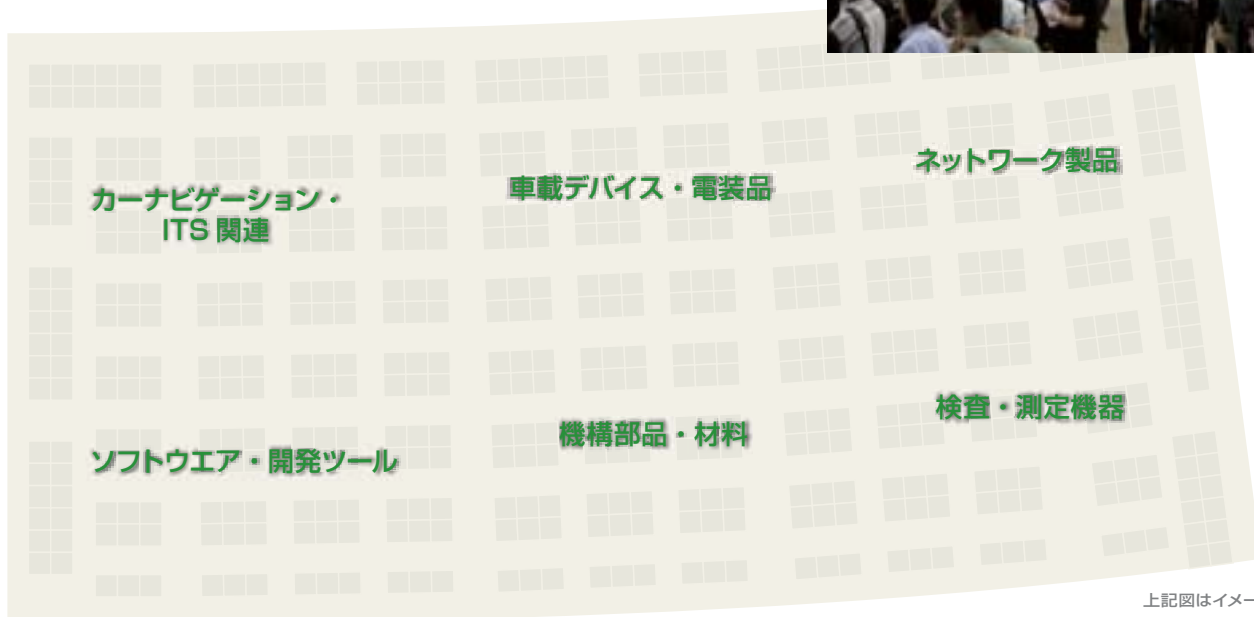 カーナビゲーション・
ITS 関連
車載デバイス・電装品
ネットワーク製品
ソフトウエア・開発ツール
機構部品・材料
検査・測定機器
上記図はイメー